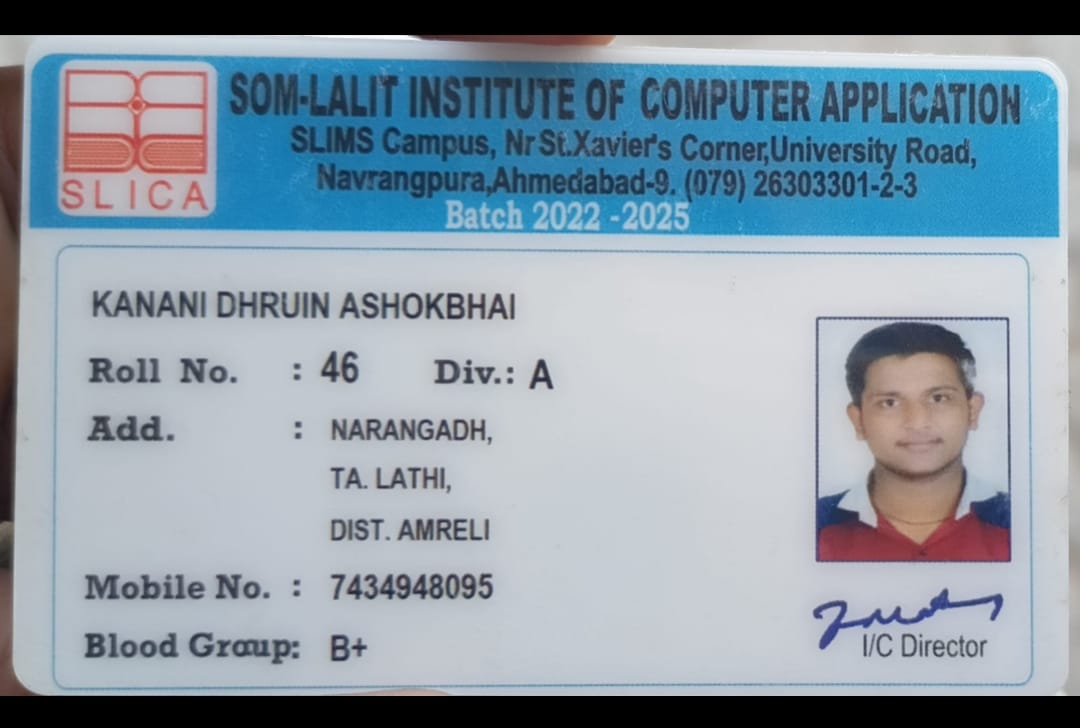 SLICA
SOM-LALIT INSTITUTE OF COMPUTER APPLICATION
SLIMS Campus, Nr St.Xavier's Corner,University Road,
Navrangpura,Ahmedabad-9. (079) 26303301-2-3
Batch 2022 -2025
KANANI DHRUIN ASHOKBHAI
Roll No. : 46 Div.: A
Add. : NARANGADH,
TA. LATHI,
DIST. AMRELI
Mobile No. : 7434948095
Blood Group: B+
I/C Director